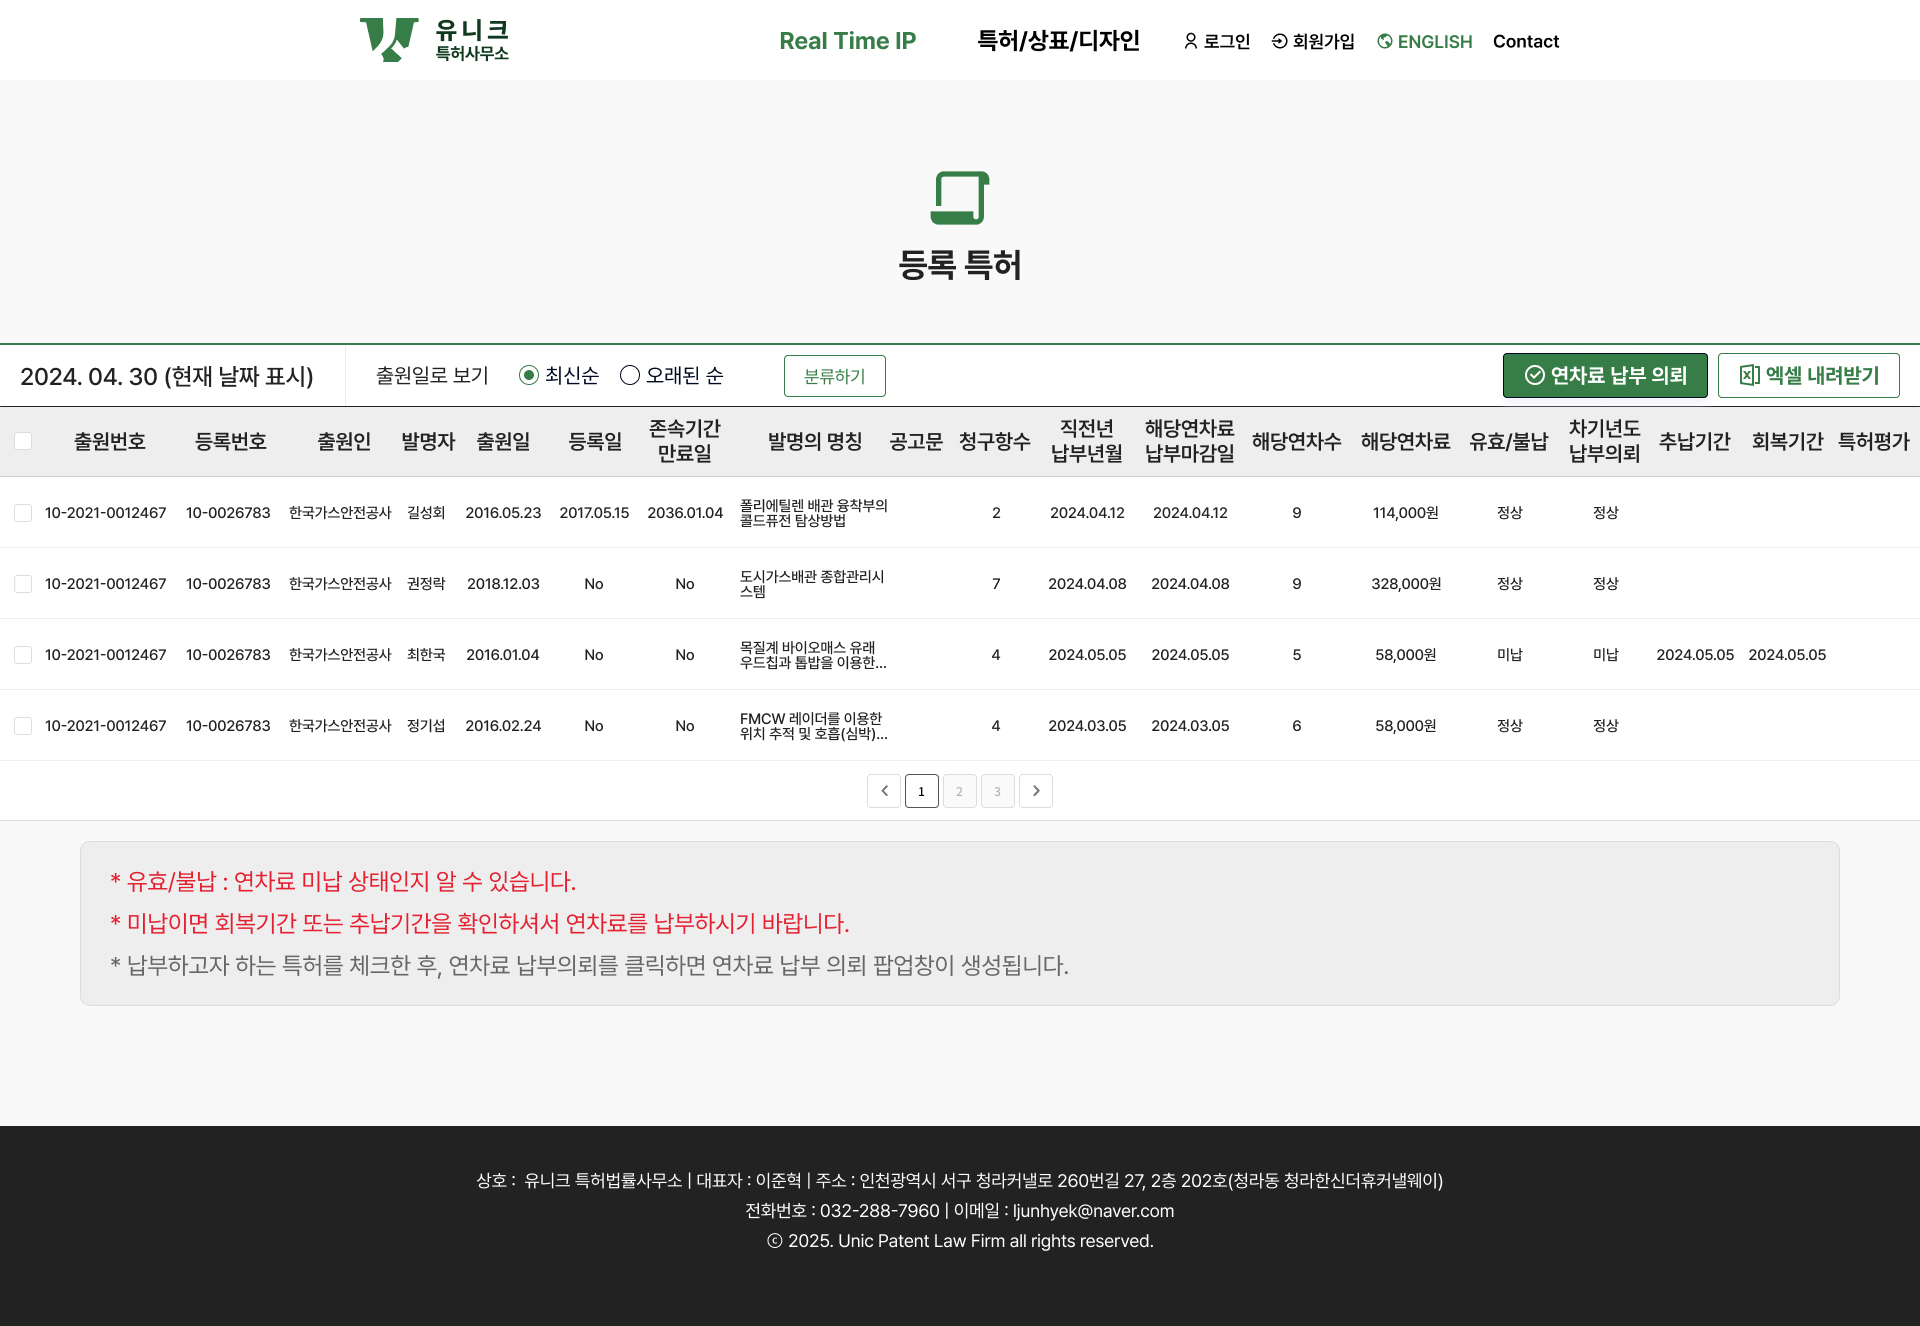 유니크
특허사무소
Real Time IP
특허/상표/디자인
로그인
회원가입
ENGLISH
Contact
등록 특허
2024. 04. 30 (현재 날짜 표시)
출원일로 보기
최신순
오래된 순
분류하기
연차료 납부 의뢰
엑셀 내려받기
출원번호 등록번호 출원인 발명자 출원일 등록일 존속기간 만료일 발명의 명칭 공고문 청구항수 직전년 납부년월 해당연차료 납부마감일 해당연차수 해당연차료 유효/불납 차기년도 납부의뢰 추납기간 회복기간 특허평가
10-2021-0012467 10-0026783 한국가스안전공사 길성회 2016.05.23 2017.05.15 2036.01.04 폴리에틸렌 배관 융착부의 콜드퓨전 탐상방법 2 2024.04.12 2024.04.12 9 114,000원 정상 정상
10-2021-0012467 10-0026783 한국가스안전공사 권정락 2018.12.03 No No 도시가스배관 종합관리시스템 7 2024.04.08 2024.04.08 9 328,000원 정상 정상
10-2021-0012467 10-0026783 한국가스안전공사 최한국 2016.01.04 No No 목질계 바이오매스 유래 우드칩과 톱밥을 이용한... 4 2024.05.05 2024.05.05 5 58,000원 미납 미납 2024.05.05 2024.05.05
10-2021-0012467 10-0026783 한국가스안전공사 정기섭 2016.02.24 No No FMCW 레이더를 이용한 위치 추적 및 호흡(심박)... 4 2024.03.05 2024.03.05 6 58,000원 정상 정상
1 2 3
* 유효/불납 : 연차료 미납 상태인지 알 수 있습니다.
* 미납이면 회복기간 또는 추납기간을 확인하셔서 연차료를 납부하시기 바랍니다.
* 납부하고자 하는 특허를 체크한 후, 연차료 납부의뢰를 클릭하면 연차료 납부 의뢰 팝업창이 생성됩니다.
상호 : 유니크 특허법률사무소 | 대표자 : 이준혁 | 주소 : 인천광역시 서구 청라커낼로 260번길 27, 2층 202호(청라동 청라한신더휴커낼웨이)
전화번호 : 032-288-7960 | 이메일 : ljunhyek@naver.com
ⓒ 2025. Unic Patent Law Firm all rights reserved.